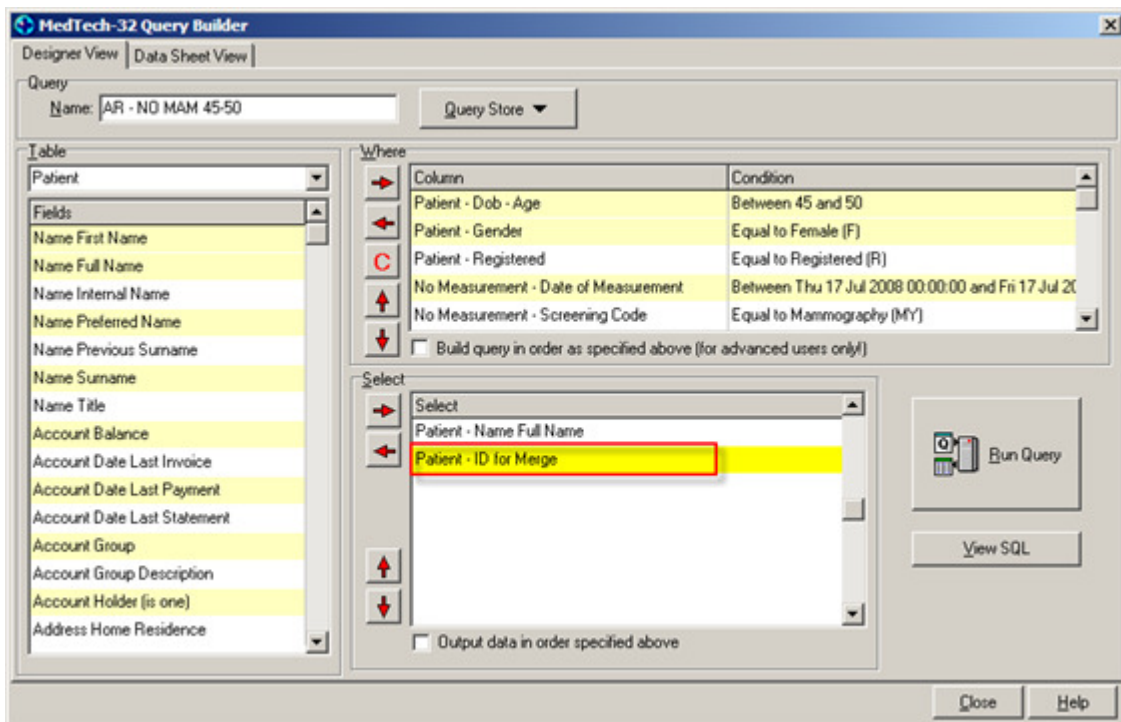 MedTech-32 Query Builder
Designer View
Data Sheet View
Query
Name: AR - NO MAM 45-50
Query Store
Table
Patient
Fields
Name First Name
Name Full Name
Name Internal Name
Name Preferred Name
Name Previous Surname
Name Surname
Name Title
Account Balance
Account Date Last Invoice
Account Date Last Payment
Account Date Last Statement
Account Group
Account Group Description
Account Holder (is one)
Address Home Residence
Where
Column Condition
Patient - Dob - Age Between 45 and 50
Patient - Gender Equal to Female (F)
Patient - Registered Equal to Registered (R)
No Measurement - Date of Measurement Between Thu 17 Jul 2008 00:00:00 and Fri 17 Jul 20
No Measurement - Screening Code Equal to Mammography (MY)
C
Build query in order as specified above (for advanced users only!)
Select
Select
Patient - Name Full Name
Patient - ID for Merge
Output data in order specified above
Q
Run Query
View SQL
Close
Help